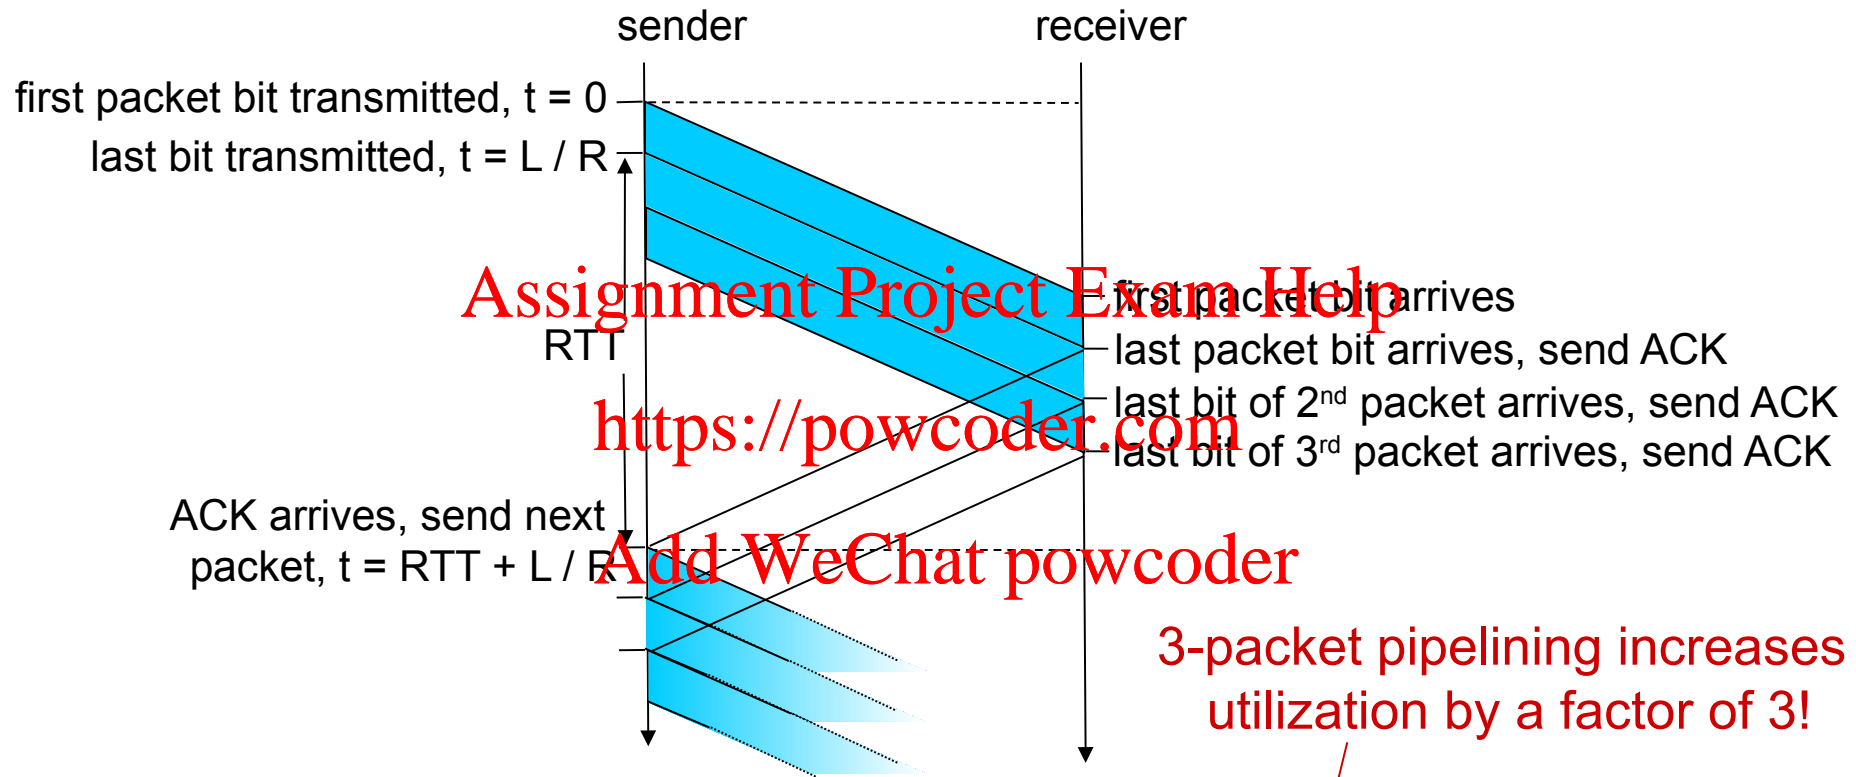 sender
receiver
first packet bit transmitted, t = 0
last bit transmitted, t = L / R
Assignment Project Exam Help
first packet bit arrives
RTT
last packet bit arrives, send ACK
last bit of 2nd packet arrives, send ACK
https://powcoder.com
last bit of 3rd packet arrives, send ACK
ACK arrives, send next
packet, t = RTT + L / R
Add WeChat powcoder
3-packet pipelining increases
utilization by a factor of 3!